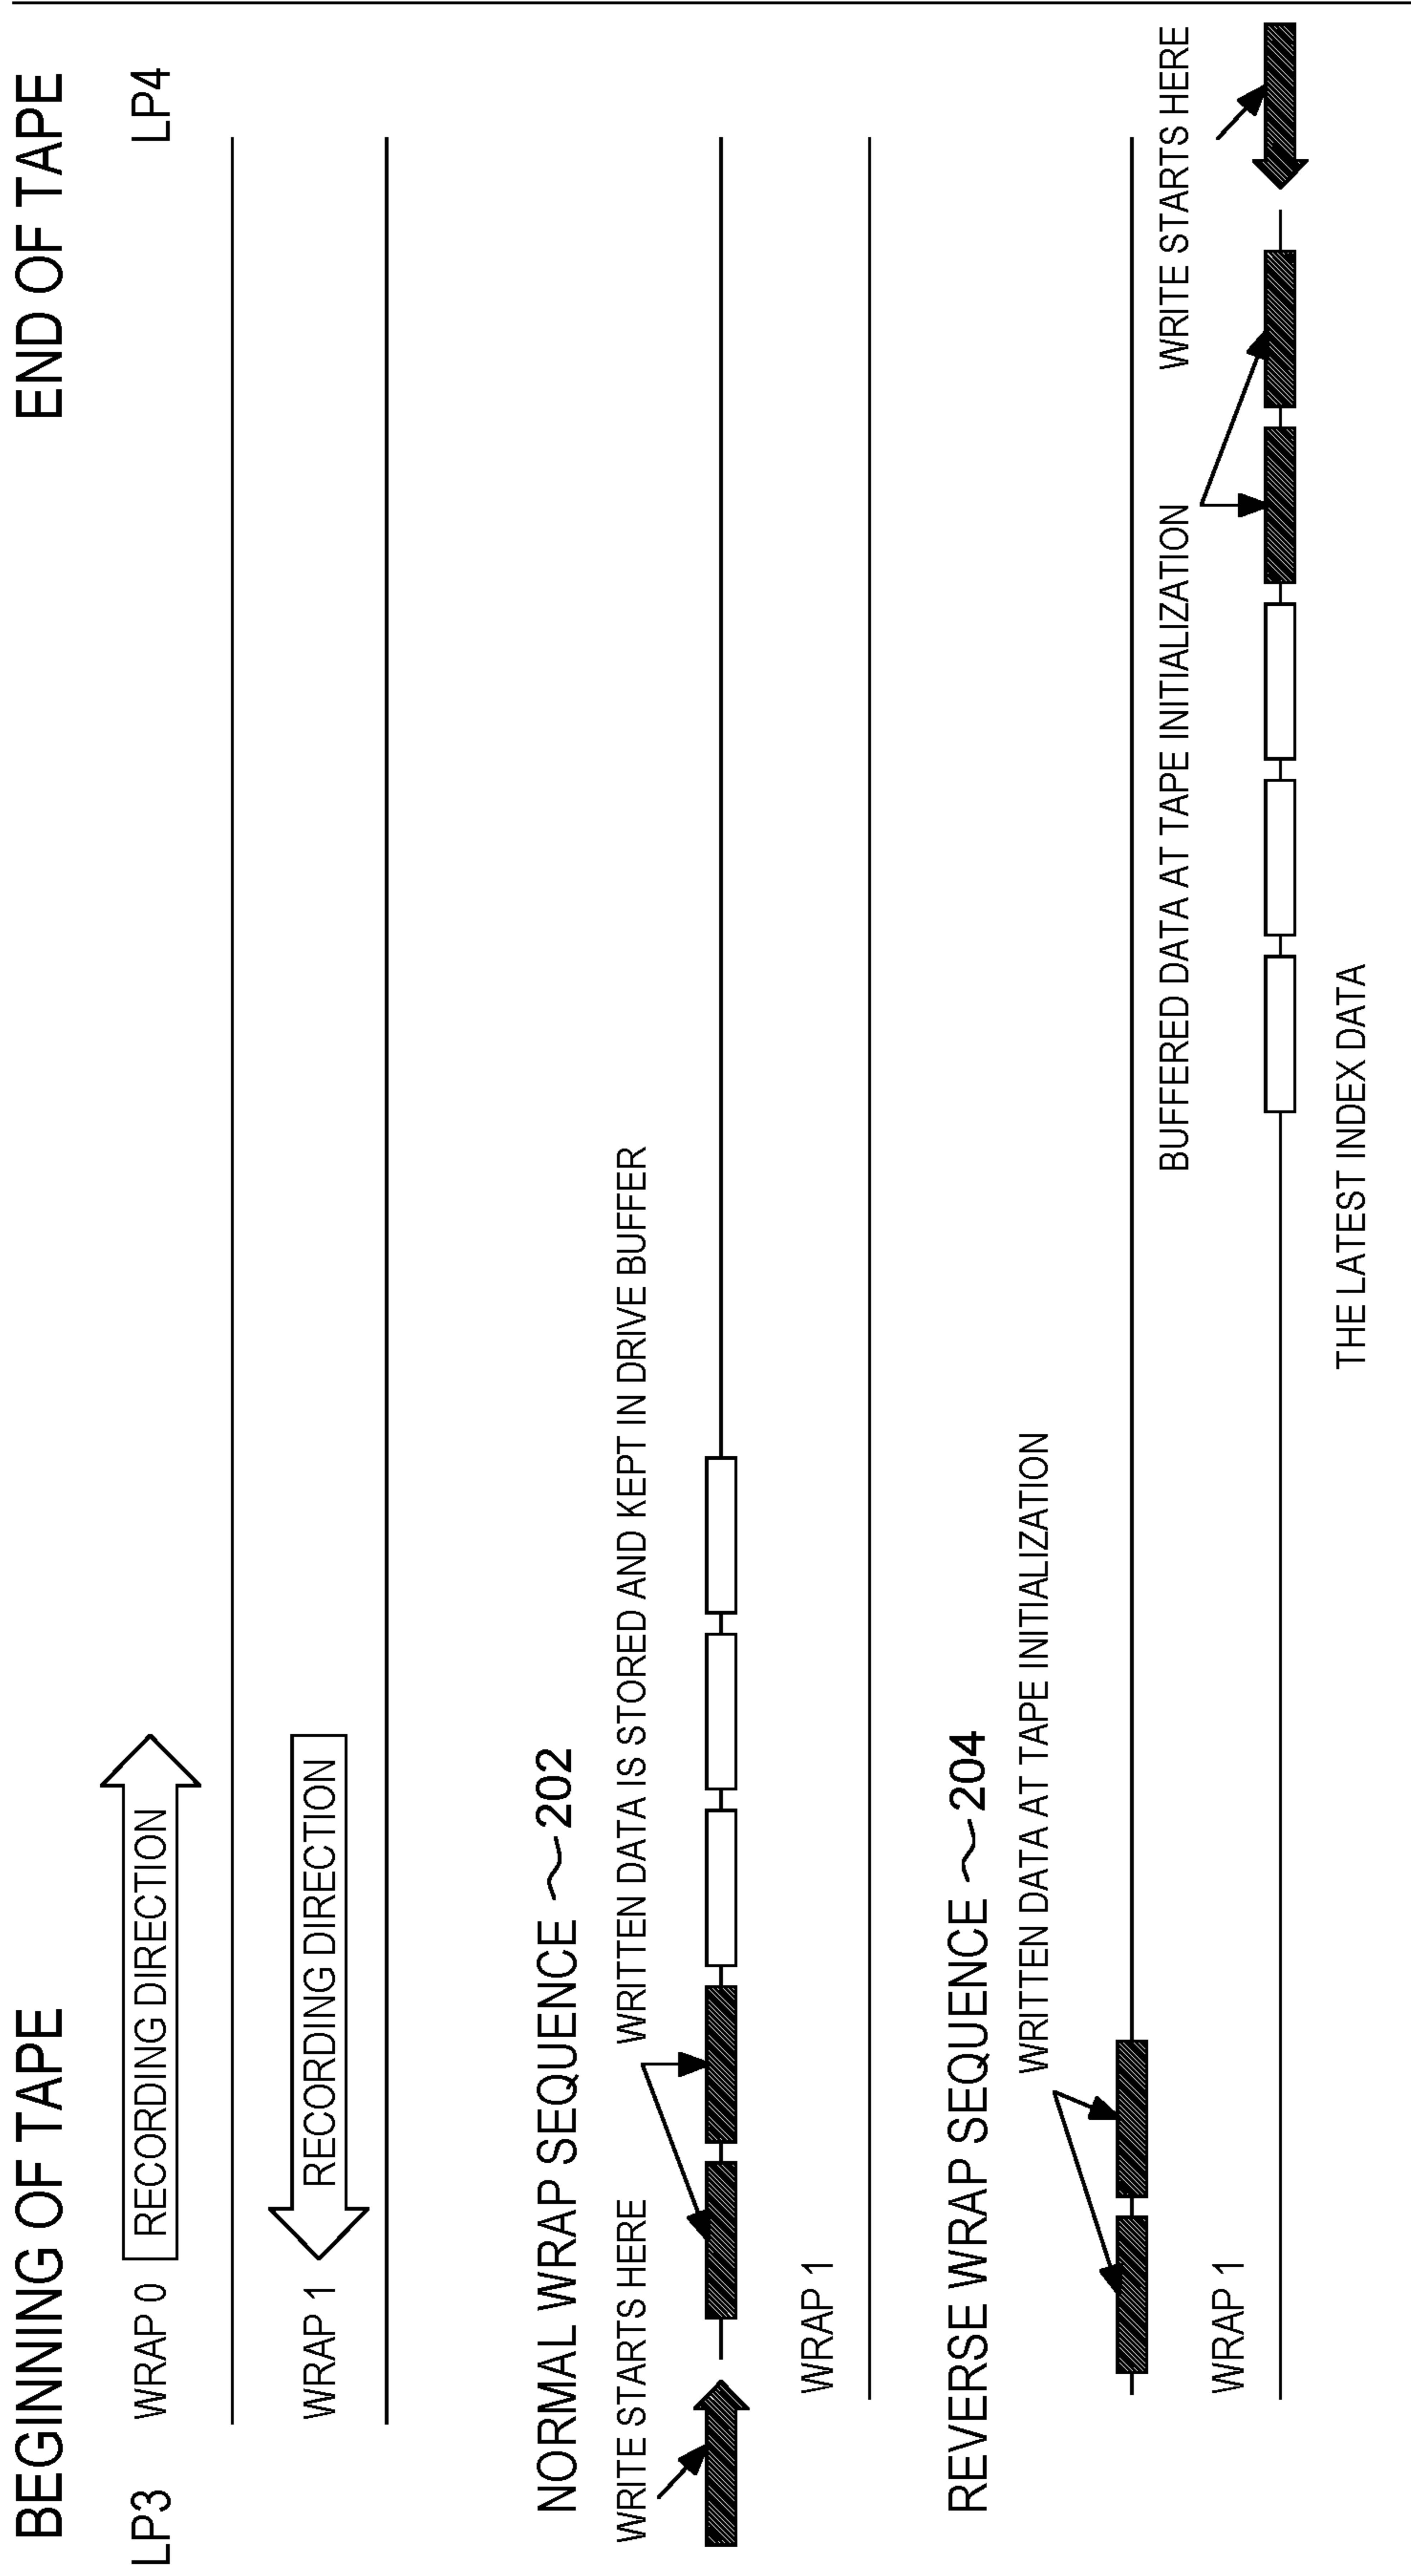 BEGINNING OF TAPE
END OF TAPE
LP3
WRAP 0
RECORDING DIRECTION
LP4
WRAP 1
RECORDING DIRECTION
NORMAL WRAP SEQUENCE ~202
WRITE STARTS HERE
WRITTEN DATA IS STORED AND KEPT IN DRIVE BUFFER
WRAP 1
REVERSE WRAP SEQUENCE ~204
WRITTEN DATA AT TAPE INITIALIZATION
BUFFERED DATA AT TAPE INITIALIZATION
WRITE STARTS HERE
WRAP 1
THE LATEST INDEX DATA